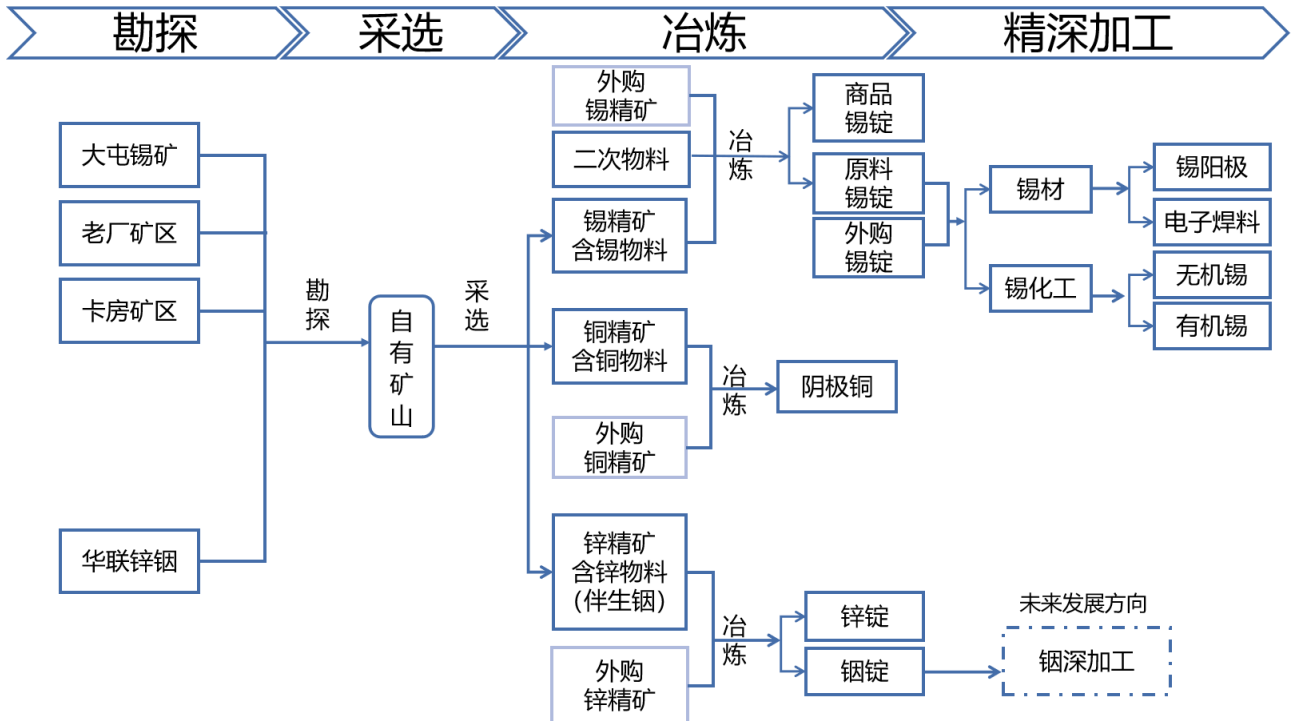 勘探
采选
冶炼
精深加工
大屯锡矿
老厂矿区
卡房矿区
华联锌铟
勘
探
自
有
矿
山
采
选
外购
锡精矿
二次物料
锡精矿
含锡物料
冶
炼
商品
锡锭
原料
锡锭
外购
锡锭
锡材
锡化工
锡阳极
电子焊料
无机锡
有机锡
铜精矿
含铜物料
外购
铜精矿
冶
炼
阴极铜
锌精矿
含锌物料
(伴生铟)
外购
锌精矿
冶
炼
锌锭
铟锭
未来发展方向
铟深加工